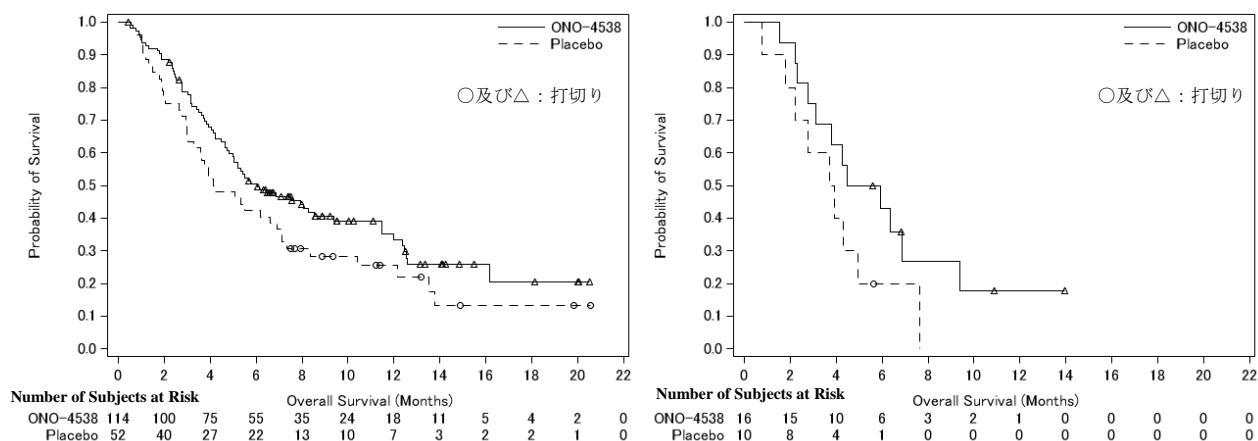 ONO-4538
Placebo
○及び△：打切り
Probability of Survival
1.0
0.9
0.8
0.7
0.6
0.5
0.4
0.3
0.2
0.1
0.0
0 2 4 6 8 10 12 14 16 18 20 22
Overall Survival (Months)
Number of Subjects at Risk
ONO-4538 114 100 75 55 35 24 18 11 5 4 2 0
Placebo 52 40 27 22 13 10 7 3 2 2 1 0
ONO-4538
Placebo
○及び△：打切り
Probability of Survival
1.0
0.9
0.8
0.7
0.6
0.5
0.4
0.3
0.2
0.1
0.0
0 2 4 6 8 10 12 14 16 18 20 22
Overall Survival (Months)
Number of Subjects at Risk
ONO-4538 16 15 10 6 3 2 1 0 0 0 0 0
Placebo 10 8 4 1 0 0 0 0 0 0 0 0